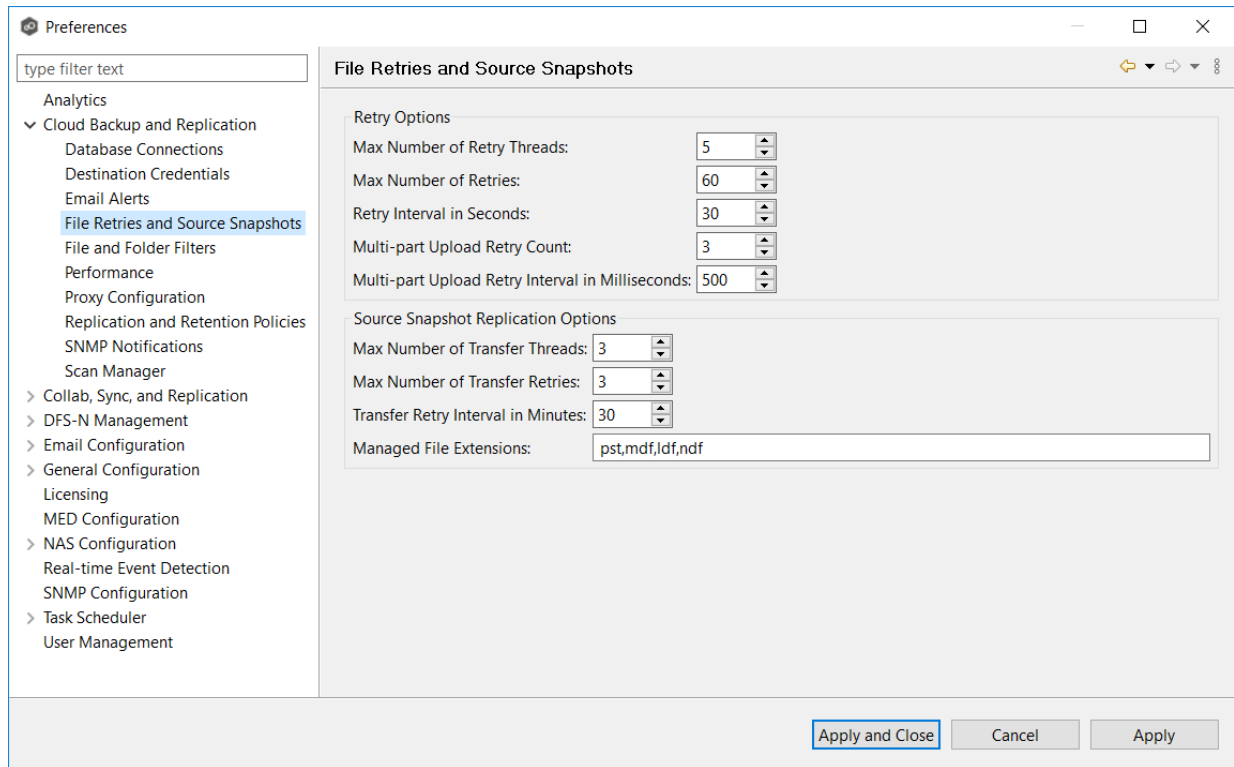 Preferences
type filter text
Analytics
Cloud Backup and Replication
Database Connections
Destination Credentials
Email Alerts
File Retries and Source Snapshots
File and Folder Filters
Performance
Proxy Configuration
Replication and Retention Policies
SNMP Notifications
Scan Manager
Collab, Sync, and Replication
DFS-N Management
Email Configuration
General Configuration
Licensing
MED Configuration
NAS Configuration
Real-time Event Detection
SNMP Configuration
Task Scheduler
User Management
File Retries and Source Snapshots
Retry Options
Max Number of Retry Threads: 5
Max Number of Retries: 60
Retry Interval in Seconds: 30
Multi-part Upload Retry Count: 3
Multi-part Upload Retry Interval in Milliseconds: 500
Source Snapshot Replication Options
Max Number of Transfer Threads: 3
Max Number of Transfer Retries: 3
Transfer Retry Interval in Minutes: 30
Managed File Extensions: pst,mdf,ldf,ndf
Apply and Close Cancel Apply